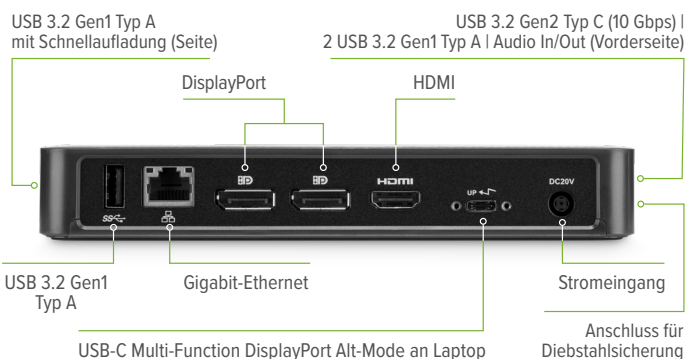 USB 3.2 Gen1 Typ A
mit Schnellaufladung (Seite)
USB 3.2 Gen2 Typ C (10 Gbps) |
2 USB 3.2 Gen1 Typ A | Audio In/Out (Vorderseite)
DisplayPort
HDMI
HDMI
UP
DC20V
SS
USB 3.2 Gen1
Typ A
Gigabit-Ethernet
Stromeingang
USB-C Multi-Function DisplayPort Alt-Mode an Laptop
Anschluss für
Diebstahlsicherung